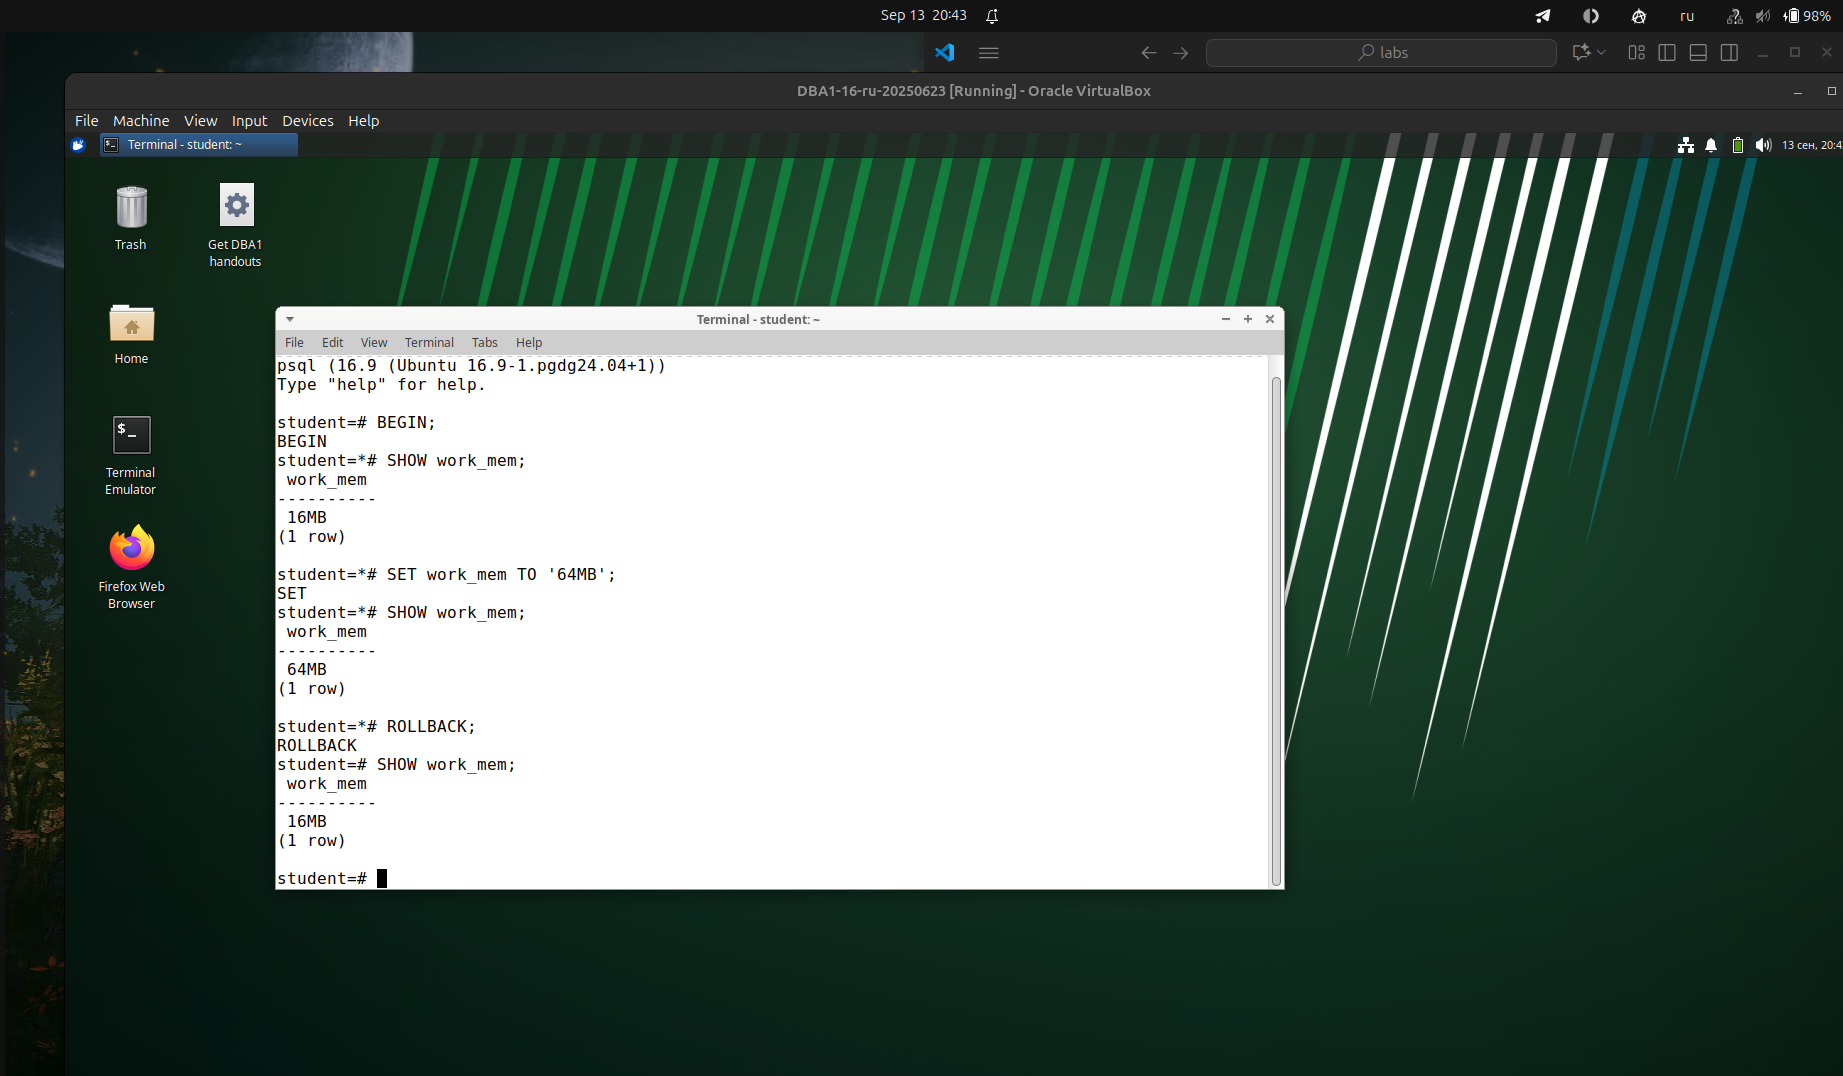 Sep 13 20:43
ru
98%
labs
DBA1-16-ru-20250623 [Running] - Oracle VirtualBox
File Machine View Input Devices Help
Terminal - student: ~
13 сен, 20:4
Trash
Get DBA1
handouts
Home
Terminal
Emulator
Firefox Web
Browser
Terminal - student: ~
File Edit View Terminal Tabs Help
psql (16.9 (Ubuntu 16.9-1.pgdg24.04+1))
Type "help" for help.
student=# BEGIN;
BEGIN
student=*# SHOW work_mem;
work_mem
----------
16MB
(1 row)
student=*# SET work_mem TO '64MB';
SET
student=*# SHOW work_mem;
work_mem
----------
64MB
(1 row)
student=*# ROLLBACK;
ROLLBACK
student=# SHOW work_mem;
work_mem
----------
16MB
(1 row)
student=#